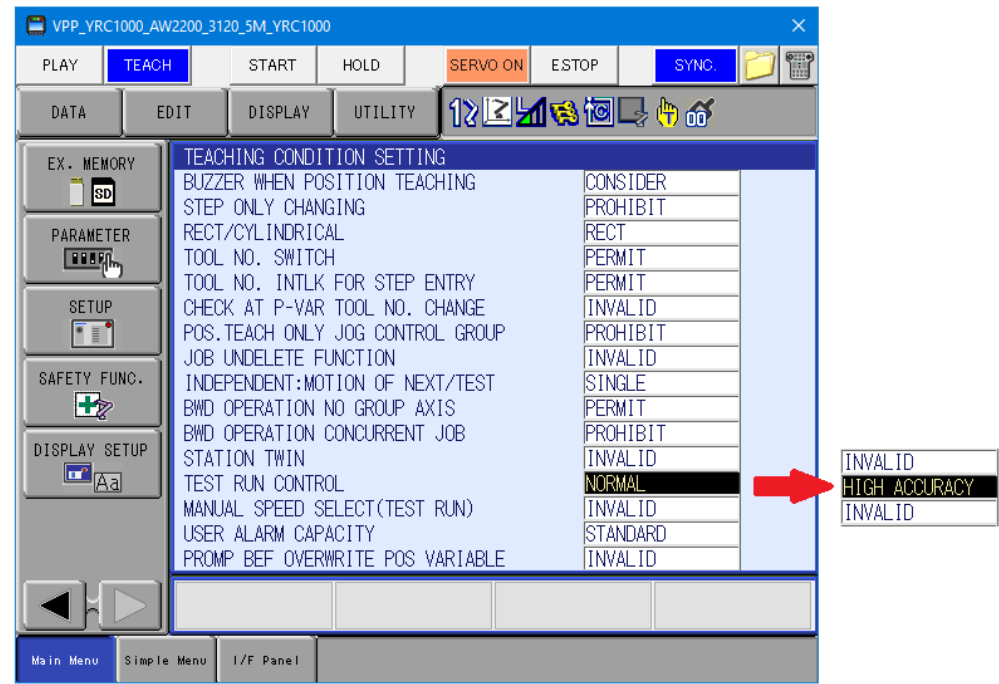 VPP_YRC1000_AW2200_3120_5M_YRC1000
PLAY TEACH START HOLD SERVO ON E.STOP SYNC.
DATA EDIT DISPLAY UTILITY
EX. MEMORY
SD
PARAMETER
SETUP
SAFETY FUNC.
DISPLAY SETUP
Aa
TEACHING CONDITION SETTING
BUZZER WHEN POSITION TEACHING CONSIDER
STEP ONLY CHANGING PROHIBIT
RECT/CYLINDRICAL RECT
TOOL NO. SWITCH PERMIT
TOOL NO. INTLK FOR STEP ENTRY PERMIT
CHECK AT P-VAR TOOL NO. CHANGE INVALID
POS.TEACH ONLY JOG CONTROL GROUP PROHIBIT
JOB UNDELETE FUNCTION INVALID
INDEPENDENT:MOTION OF NEXT/TEST SINGLE
BWD OPERATION NO GROUP AXIS PERMIT
BWD OPERATION CONCURRENT JOB PROHIBIT
STATION TWIN INVALID
TEST RUN CONTROL NORMAL
MANUAL SPEED SELECT(TEST RUN) INVALID
USER ALARM CAPACITY STANDARD
PROMP BEF OVERWRITE POS VARIABLE INVALID
INVALID
HIGH ACCURACY
INVALID
Main Menu Simple Menu I/F Panel